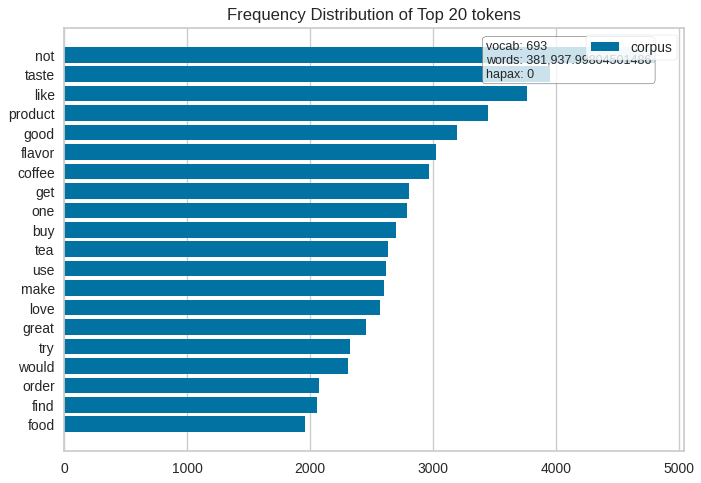 Frequency Distribution of Top 20 tokens
vocab: 693
words: 381,937.99804501486
hapax: 0
corpus
not
taste
like
product
good
flavor
coffee
get
one
buy
tea
use
make
love
great
try
would
order
find
food
0 1000 2000 3000 4000 5000